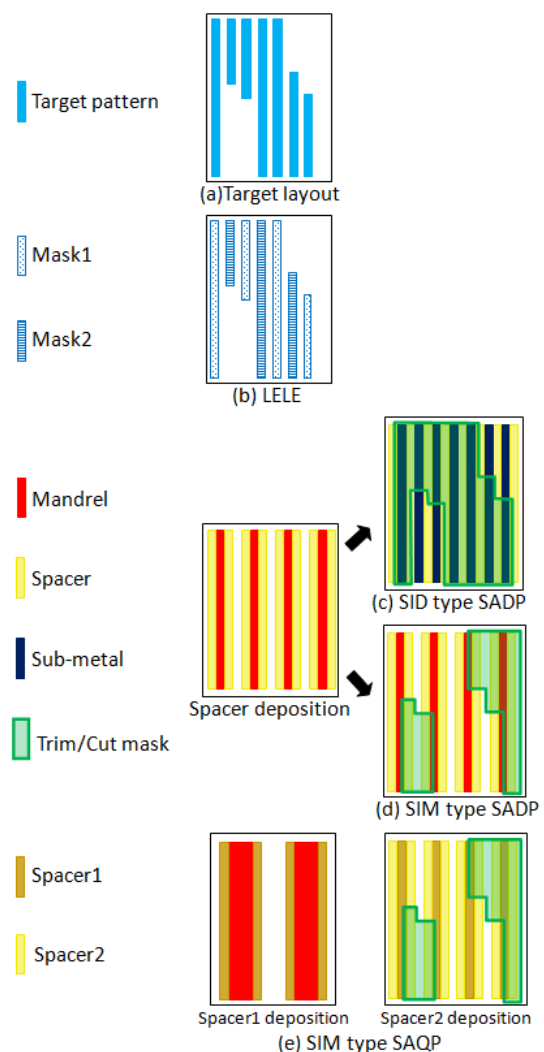 Target pattern
(a)Target layout
Mask1
Mask2
(b) LELE
Mandrel
Spacer
Sub-metal
Trim/Cut mask
Spacer deposition
(c) SID type SADP
(d) SIM type SADP
Spacer1
Spacer2
Spacer1 deposition
Spacer2 deposition
(e) SIM type SAQP